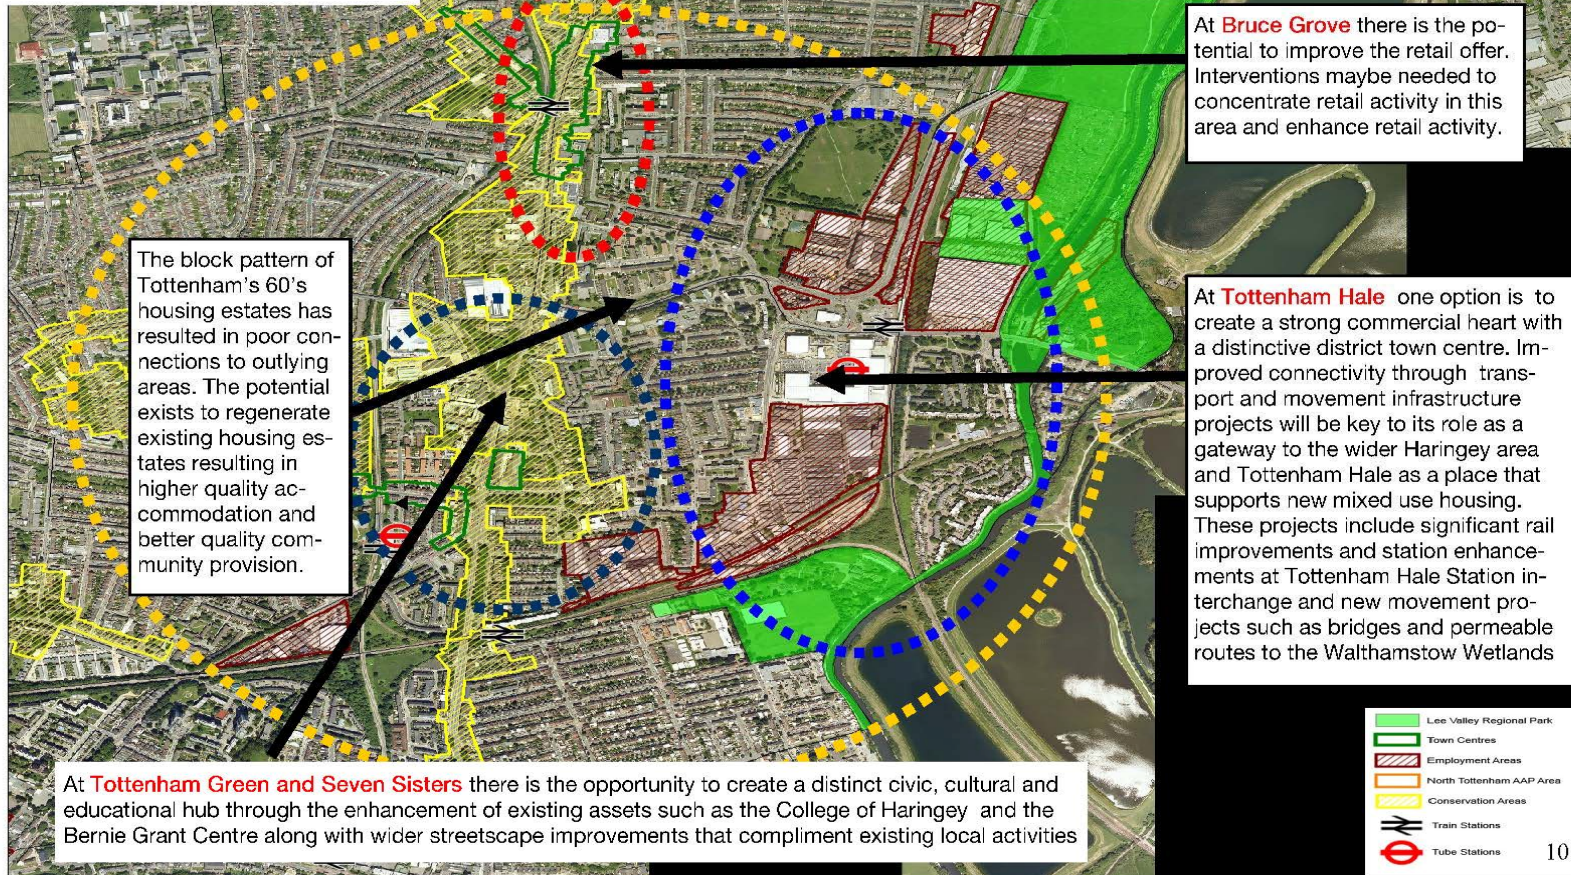 At Bruce Grove there is the po-
tential to improve the retail offer.
Interventions maybe needed to
concentrate retail activity in this
area and enhance retail activity.
The block pattern of
Tottenham's 60's
housing estates has
resulted in poor con-
nections to outlying
areas. The potential
exists to regenerate
existing housing es-
tates resulting in
higher quality ac-
commodation and
better quality com-
munity provision.
At Tottenham Hale one option is to
create a strong commercial heart with
a distinctive district town centre. Im-
proved connectivity through trans-
port and movement infrastructure
projects will be key to its role as a
gateway to the wider Haringey area
and Tottenham Hale as a place that
supports new mixed use housing.
These projects include significant rail
improvements and station enhance-
ments at Tottenham Hale Station in-
terchange and new movement pro-
jects such as bridges and permeable
routes to the Walthamstow Wetlands
At Tottenham Green and Seven Sisters there is the opportunity to create a distinct civic, cultural and
educational hub through the enhancement of existing assets such as the College of Haringey and the
Bernie Grant Centre along with wider streetscape improvements that compliment existing local activities
Lee Valley Regional Park
Town Centres
Employment Areas
North Tottenham AAP Area
Conservation Areas
Train Stations
Tube Stations
10